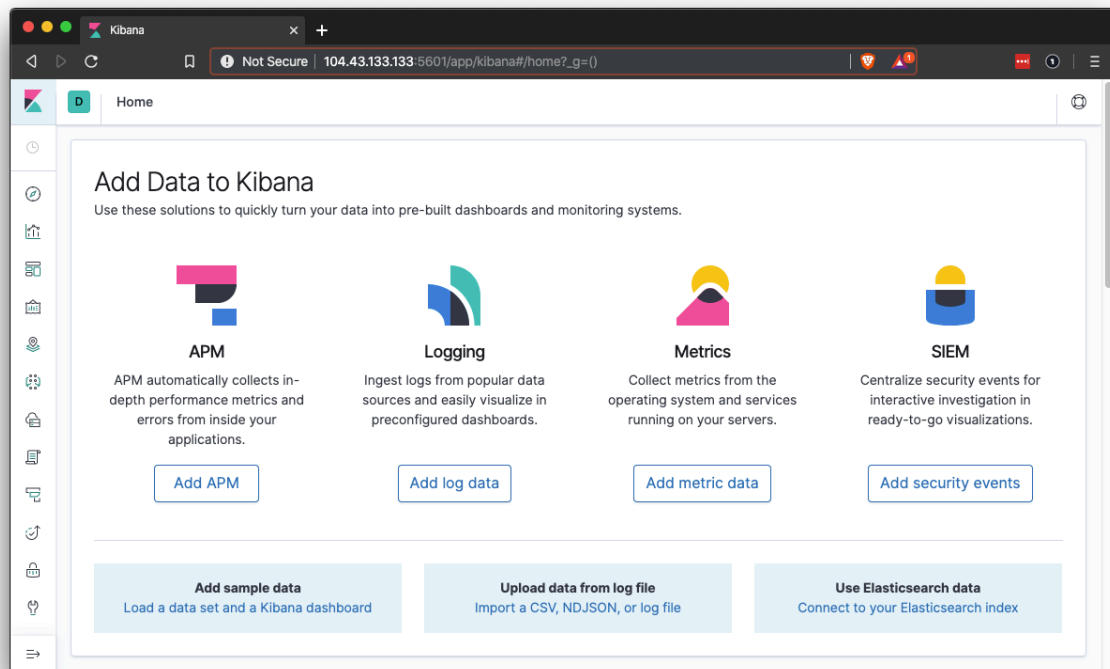 Kibana
Not Secure 104.43.133.133:5601/app/kibana#/home?_g=()
1
1
D
Home
Add Data to Kibana
Use these solutions to quickly turn your data into pre-built dashboards and monitoring systems.
APM
APM automatically collects in-
depth performance metrics and
errors from inside your
applications.
Add APM
Logging
Ingest logs from popular data
sources and easily visualize in
preconfigured dashboards.
Add log data
Metrics
Collect metrics from the
operating system and services
running on your servers.
Add metric data
SIEM
Centralize security events for
interactive investigation in
ready-to-go visualizations.
Add security events
Add sample data
Load a data set and a Kibana dashboard
Upload data from log file
Import a CSV, NDJSON, or log file
Use Elasticsearch data
Connect to your Elasticsearch index